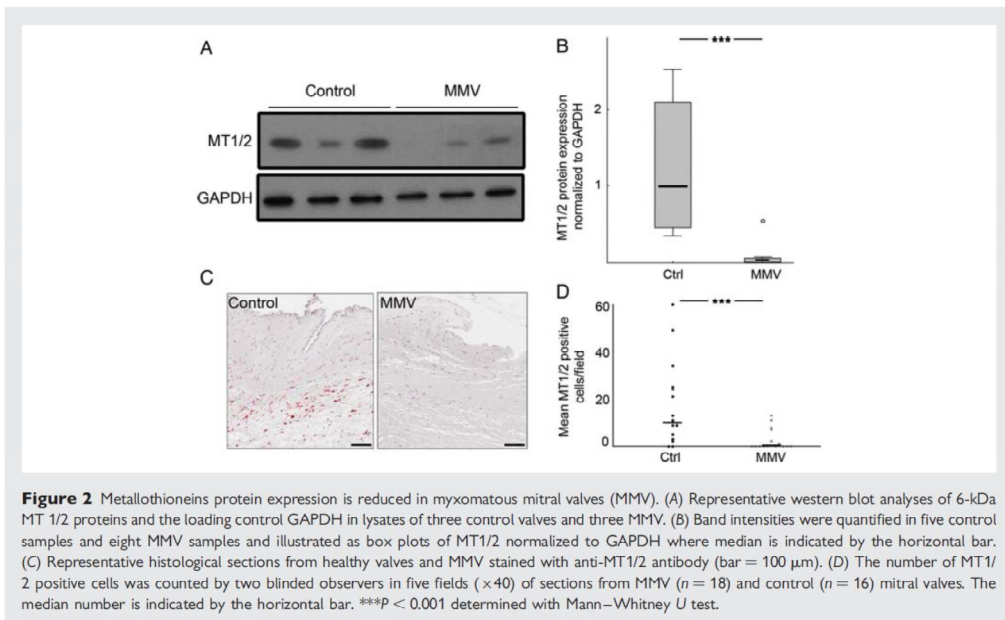 A
Control MMV
MT1/2
GAPDH
B
***
MT1/2 protein expression
normalized to GAPDH
2
1
Ctrl MMV
C
Control
MMV
D
***
Mean MT1/2 positive
cells/field
60
40
20
0
Ctrl MMV
Figure 2 Metallothioneins protein expression is reduced in myxomatous mitral valves (MMV). (A) Representative western blot analyses of 6-kDa
MT 1/2 proteins and the loading control GAPDH in lysates of three control valves and three MMV. (B) Band intensities were quantified in five control
samples and eight MMV samples and illustrated as box plots of MT1/2 normalized to GAPDH where median is indicated by the horizontal bar.
(C) Representative histological sections from healthy valves and MMV stained with anti-MT1/2 antibody (bar = 100 μm). (D) The number of MT1/
2 positive cells was counted by two blinded observers in five fields (×40) of sections from MMV (n = 18) and control (n = 16) mitral valves. The
median number is indicated by the horizontal bar. ***P < 0.001 determined with Mann–Whitney U test.